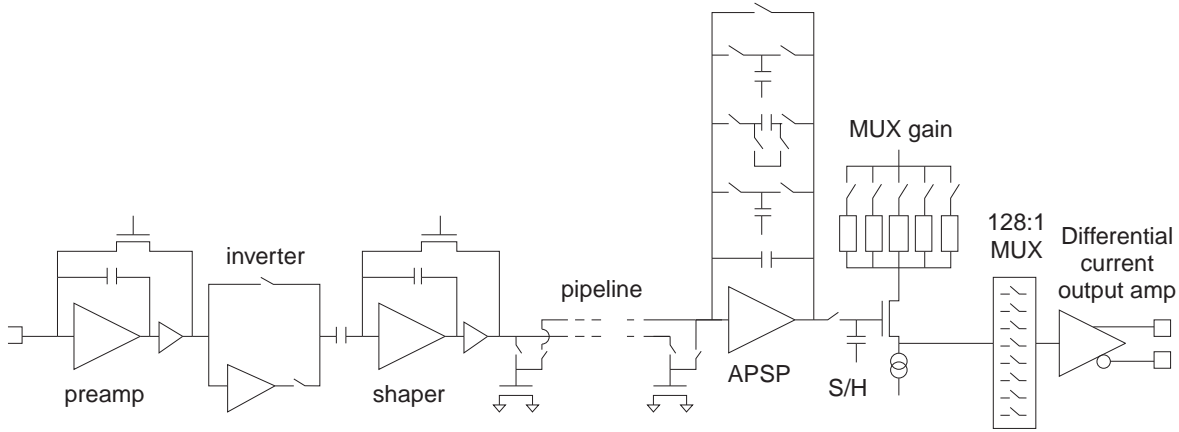 preamp
inverter
shaper
pipeline
APSP
S/H
MUX gain
128:1
MUX
Differential
current
output amp